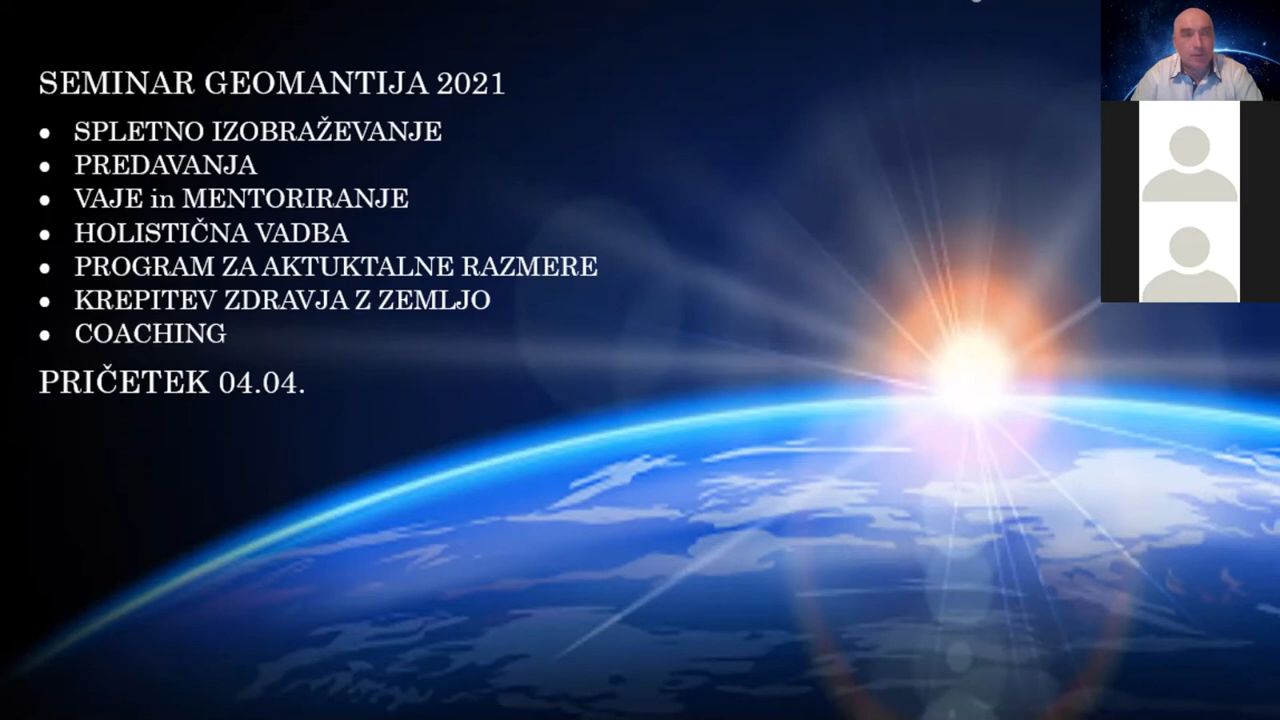 SEMINAR GEOMANTIJA 2021
• SPLETNO IZOBRAŽEVANJE
• PREDAVANJA
• VAJE in MENTORIRANJE
• HOLISTIČNA VADBA
• PROGRAM ZA AKTUKTALNE RAZMERE
• KREPITEV ZDRAVJA Z ZEMLJO
• COACHING
PRIČETEK 04.04.